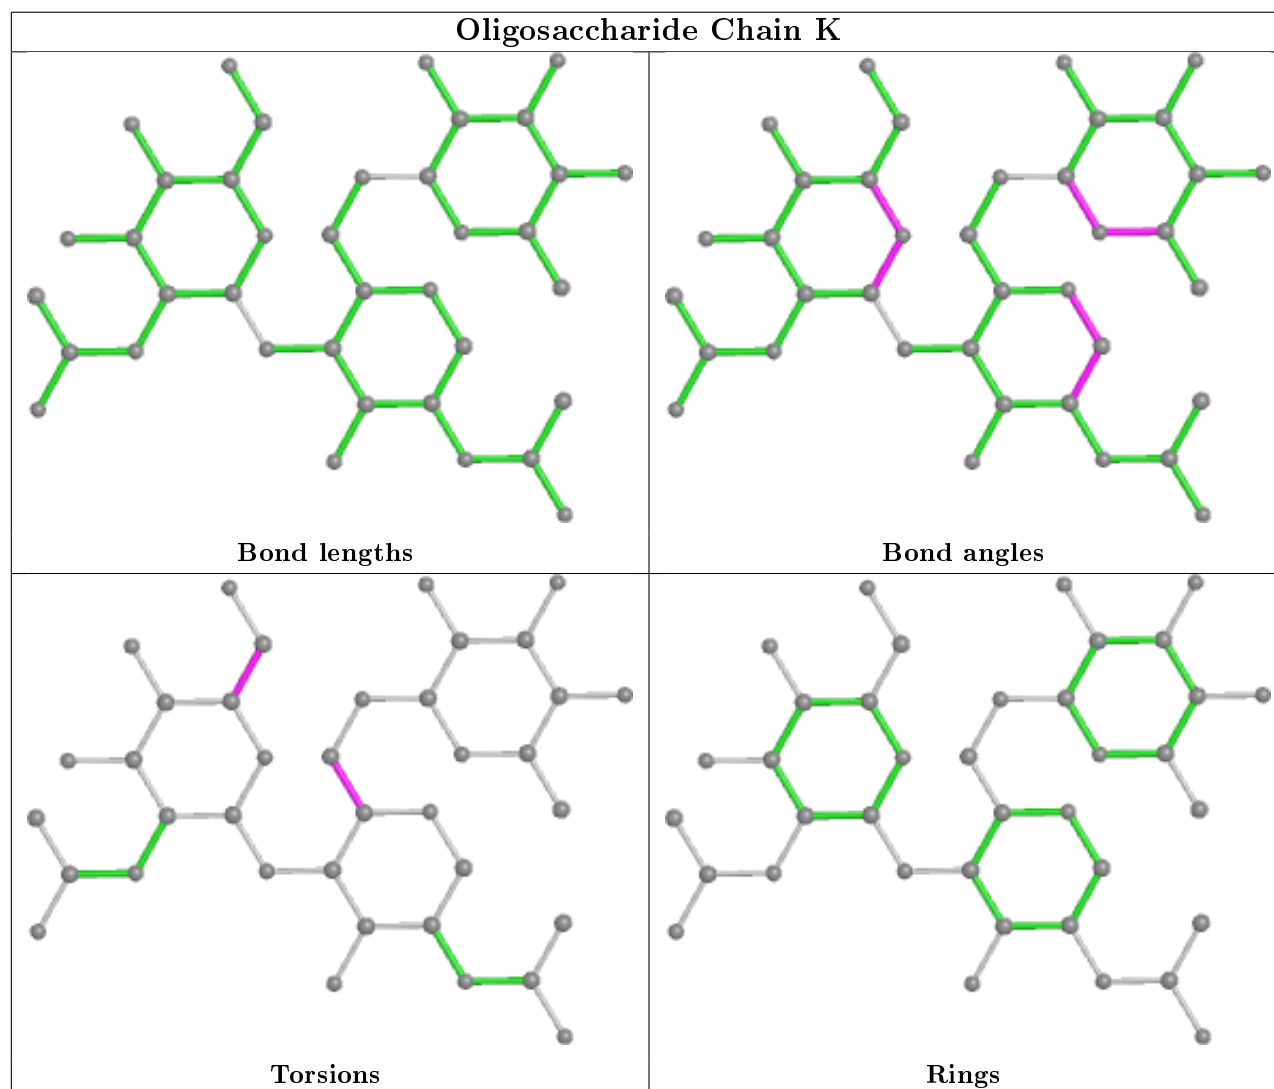 Oligosaccharide Chain K
Bond lengths
Bond angles
Torsions
Rings